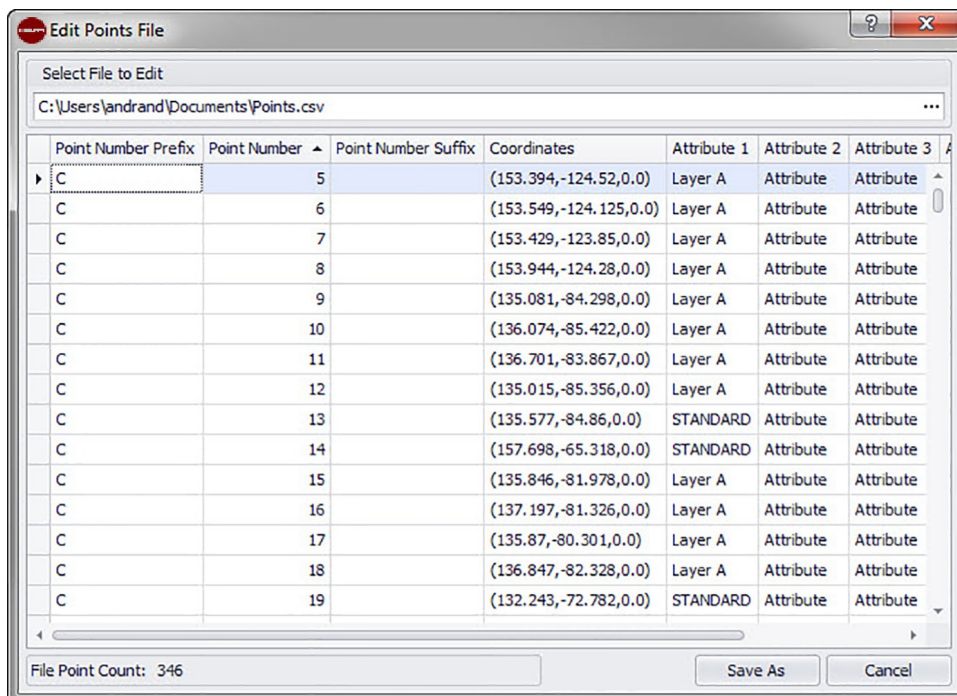 Edit Points File
Select File to Edit
C:\Users\andrand\Documents\Points.csv ...
Point Number Prefix Point Number Point Number Suffix Coordinates Attribute 1 Attribute 2 Attribute 3 A
C 5 (153.394,-124.52,0.0) Layer A Attribute Attribute
C 6 (153.549,-124.125,0.0) Layer A Attribute Attribute
C 7 (153.429,-123.85,0.0) Layer A Attribute Attribute
C 8 (153.944,-124.28,0.0) Layer A Attribute Attribute
C 9 (135.081,-84.298,0.0) Layer A Attribute Attribute
C 10 (136.074,-85.422,0.0) Layer A Attribute Attribute
C 11 (136.701,-83.867,0.0) Layer A Attribute Attribute
C 12 (135.015,-85.356,0.0) Layer A Attribute Attribute
C 13 (135.577,-84.86,0.0) STANDARD Attribute Attribute
C 14 (157.698,-65.318,0.0) STANDARD Attribute Attribute
C 15 (135.846,-81.978,0.0) Layer A Attribute Attribute
C 16 (137.197,-81.326,0.0) Layer A Attribute Attribute
C 17 (135.87,-80.301,0.0) Layer A Attribute Attribute
C 18 (136.847,-82.328,0.0) Layer A Attribute Attribute
C 19 (132.243,-72.782,0.0) STANDARD Attribute Attribute
File Point Count: 346 Save As Cancel